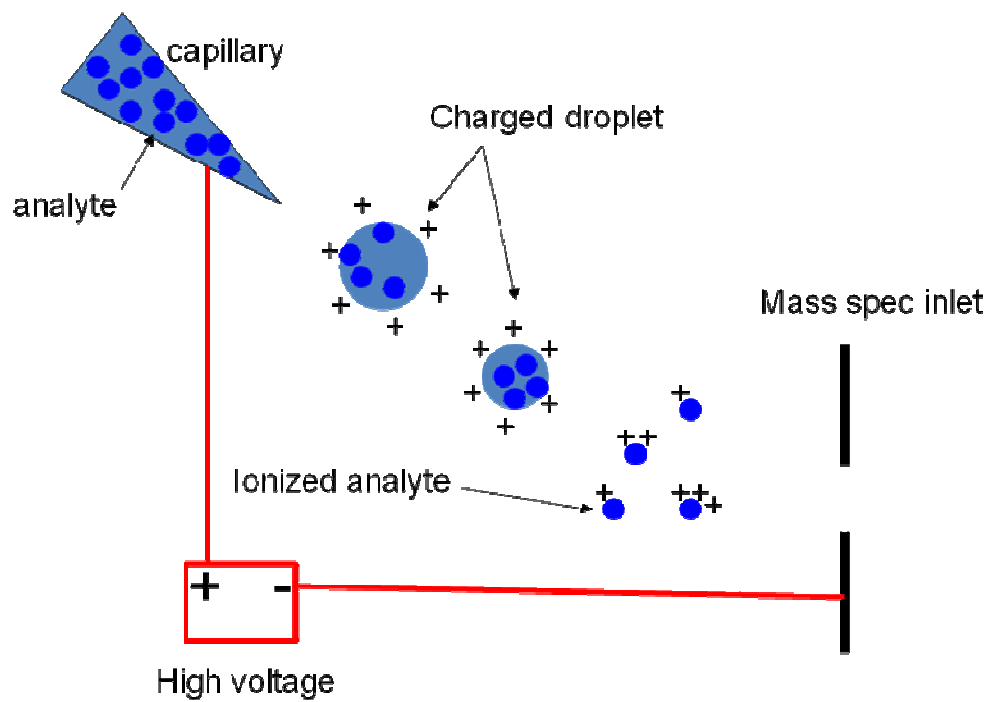 capillary
Charged droplet
analyte
+
+
+
+
+
+
Mass spec inlet
+
+ +
+ +
+
+
+ +
Ionized analyte
+ + +
+
+ -
High voltage